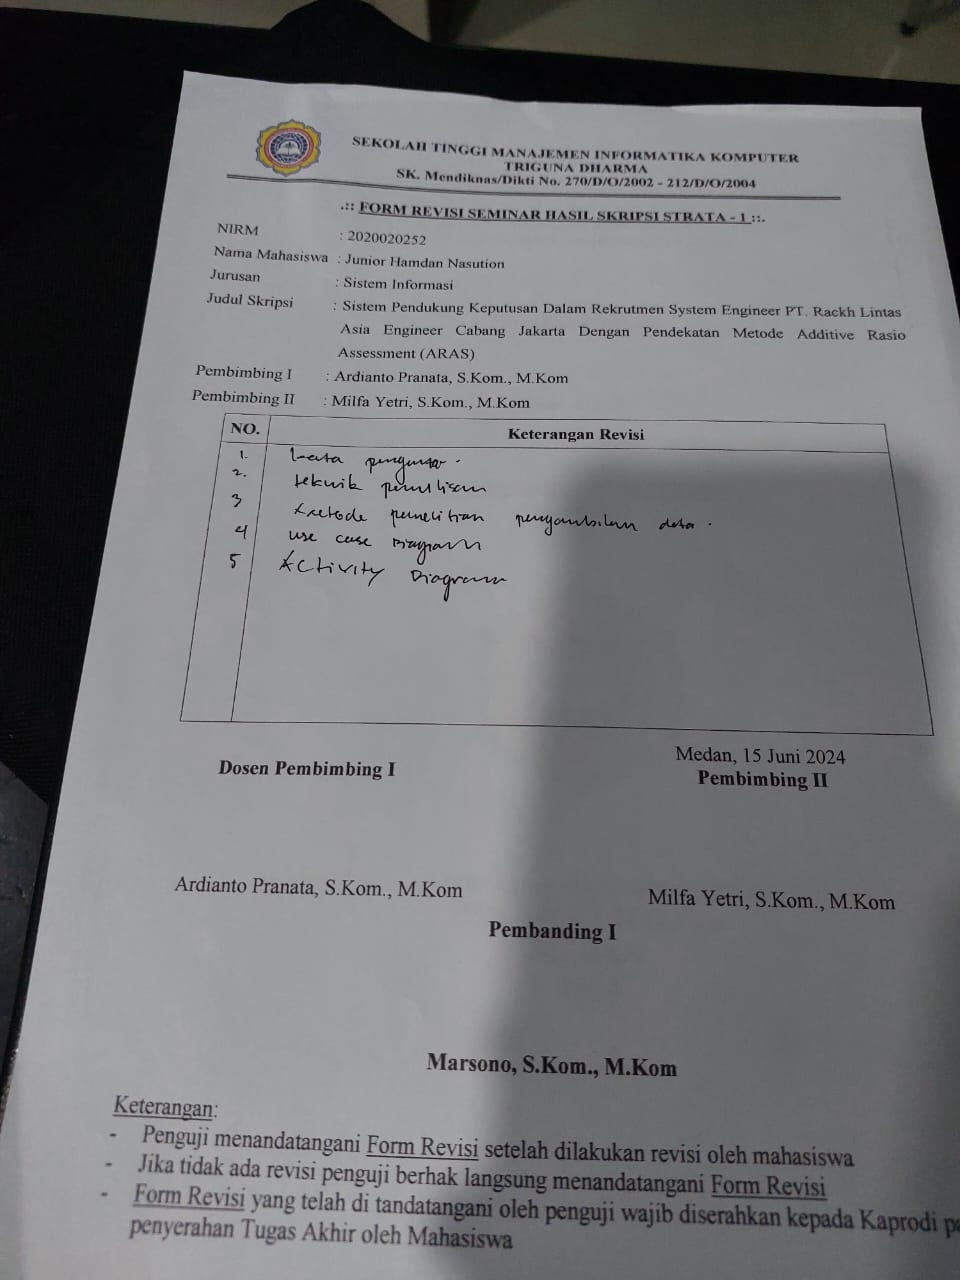 SEKOLAH TINGGI MANAJEMEN INFORMATIKA KOMPUTER
TRIGUNA DHARMA
SK. Mendiknas/Dikti No. 270/D/O/2002 - 212/D/O/2004
.:: FORM REVISI SEMINAR HASIL SKRIPSI STRATA - 1 ::.
NIRM : 2020020252
Nama Mahasiswa : Junior Hamdan Nasution
Jurusan : Sistem Informasi
Judul Skripsi : Sistem Pendukung Keputusan Dalam Rekrutmen System Engineer PT. Rackh Lintas
Asia Engineer Cabang Jakarta Dengan Pendekatan Metode Additive Rasio
Assessment (ARAS)
Pembimbing I : Ardianto Pranata, S.Kom., M.Kom
Pembimbing II : Milfa Yetri, S.Kom., M.Kom
NO. Keterangan Revisi
1. kata pengantar.
2. teknik penulisan
3 Metode penelitian pengambilan data.
4 use case Diagram
5 Activity Diagram
Medan, 15 Juni 2024
Dosen Pembimbing I Pembimbing II
Ardianto Pranata, S.Kom., M.Kom Milfa Yetri, S.Kom., M.Kom
Pembanding I
Marsono, S.Kom., M.Kom
Keterangan:
- Penguji menandatangani Form Revisi setelah dilakukan revisi oleh mahasiswa
- Jika tidak ada revisi penguji berhak langsung menandatangani Form Revisi
- Form Revisi yang telah di tandatangani oleh penguji wajib diserahkan kepada Kaprodi pa
penyerahan Tugas Akhir oleh Mahasiswa